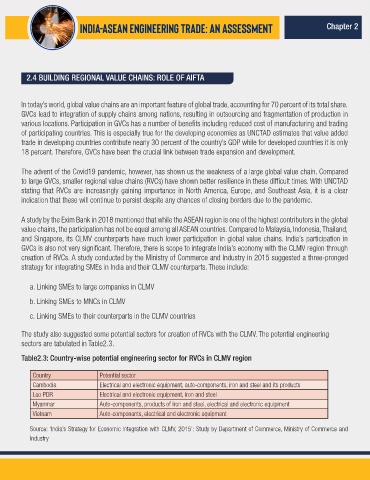 INDIA-ASEAN ENGINEERING TRADE: AN ASSESSMENT
Chapter 2
2.4 BUILDING REGIONAL VALUE CHAINS: ROLE OF AIFTA
In today's world, global value chains are an important feature of global trade, accounting for 70 percent of its total share.
GVCs lead to integration of supply chains among nations, resulting in outsourcing and fragmentation of production in
various locations. Participation in GVCs has a number of benefits including reduced cost of manufacturing and trading
of participating countries. This is especially true for the developing economies as UNCTAD estimates that value added
trade in developing countries contribute nearly 30 percent of the country's GDP while for developed countries it is only
18 percent. Therefore, GVCs have been the crucial link between trade expansion and development.
The advent of the Covid19 pandemic, however, has shown us the weakness of a large global value chain. Compared
to large GVCs, smaller regional value chains (RVCs) have shown better resilience in these difficult times. With UNCTAD
stating that RVCs are increasingly gaining importance in North America, Europe, and Southeast Asia, it is a clear
indication that these will continue to persist despite any chances of closing borders due to the pandemic.
A study by the Exim Bank in 2018 mentioned that while the ASEAN region is one of the highest contributors in the global
value chains, the participation has not be equal among all ASEAN countries. Compared to Malaysia, Indonesia, Thailand,
and Singapore, its CLMV counterparts have much lower participation in global value chains. India's participation in
GVCs is also not very significant. Therefore, there is scope to integrate India's economy with the CLMV region through
creation of RVCs. A study conducted by the Ministry of Commerce and Industry in 2015 suggested a three-pronged
strategy for integrating SMEs in India and their CLMV counterparts. These include:
a. Linking SMEs to large companies in CLMV
b. Linking SMEs to MNCs in CLMV
c. Linking SMEs to their counterparts in the CLMV countries
The study also suggested some potential sectors for creation of RVCs with the CLMV. The potential engineering
sectors are tabulated in Table2.3.
Table2.3: Country-wise potential engineering sector for RVCs in CLMV region
Country Potential sector
Cambodia Electrical and electronic equipment, auto-components, iron and steel and its products
Lao PDR Electrical and electronic equipment, iron and steel
Myanmar Auto-components, products of iron and steel, electrical and electronic equipment
Vietnam Auto-components, electrical and electronic equipment
Source: 'India's Strategy for Economic Integration with CLMV, 2015': Study by Department of Commerce, Ministry of Commerce and
Industry